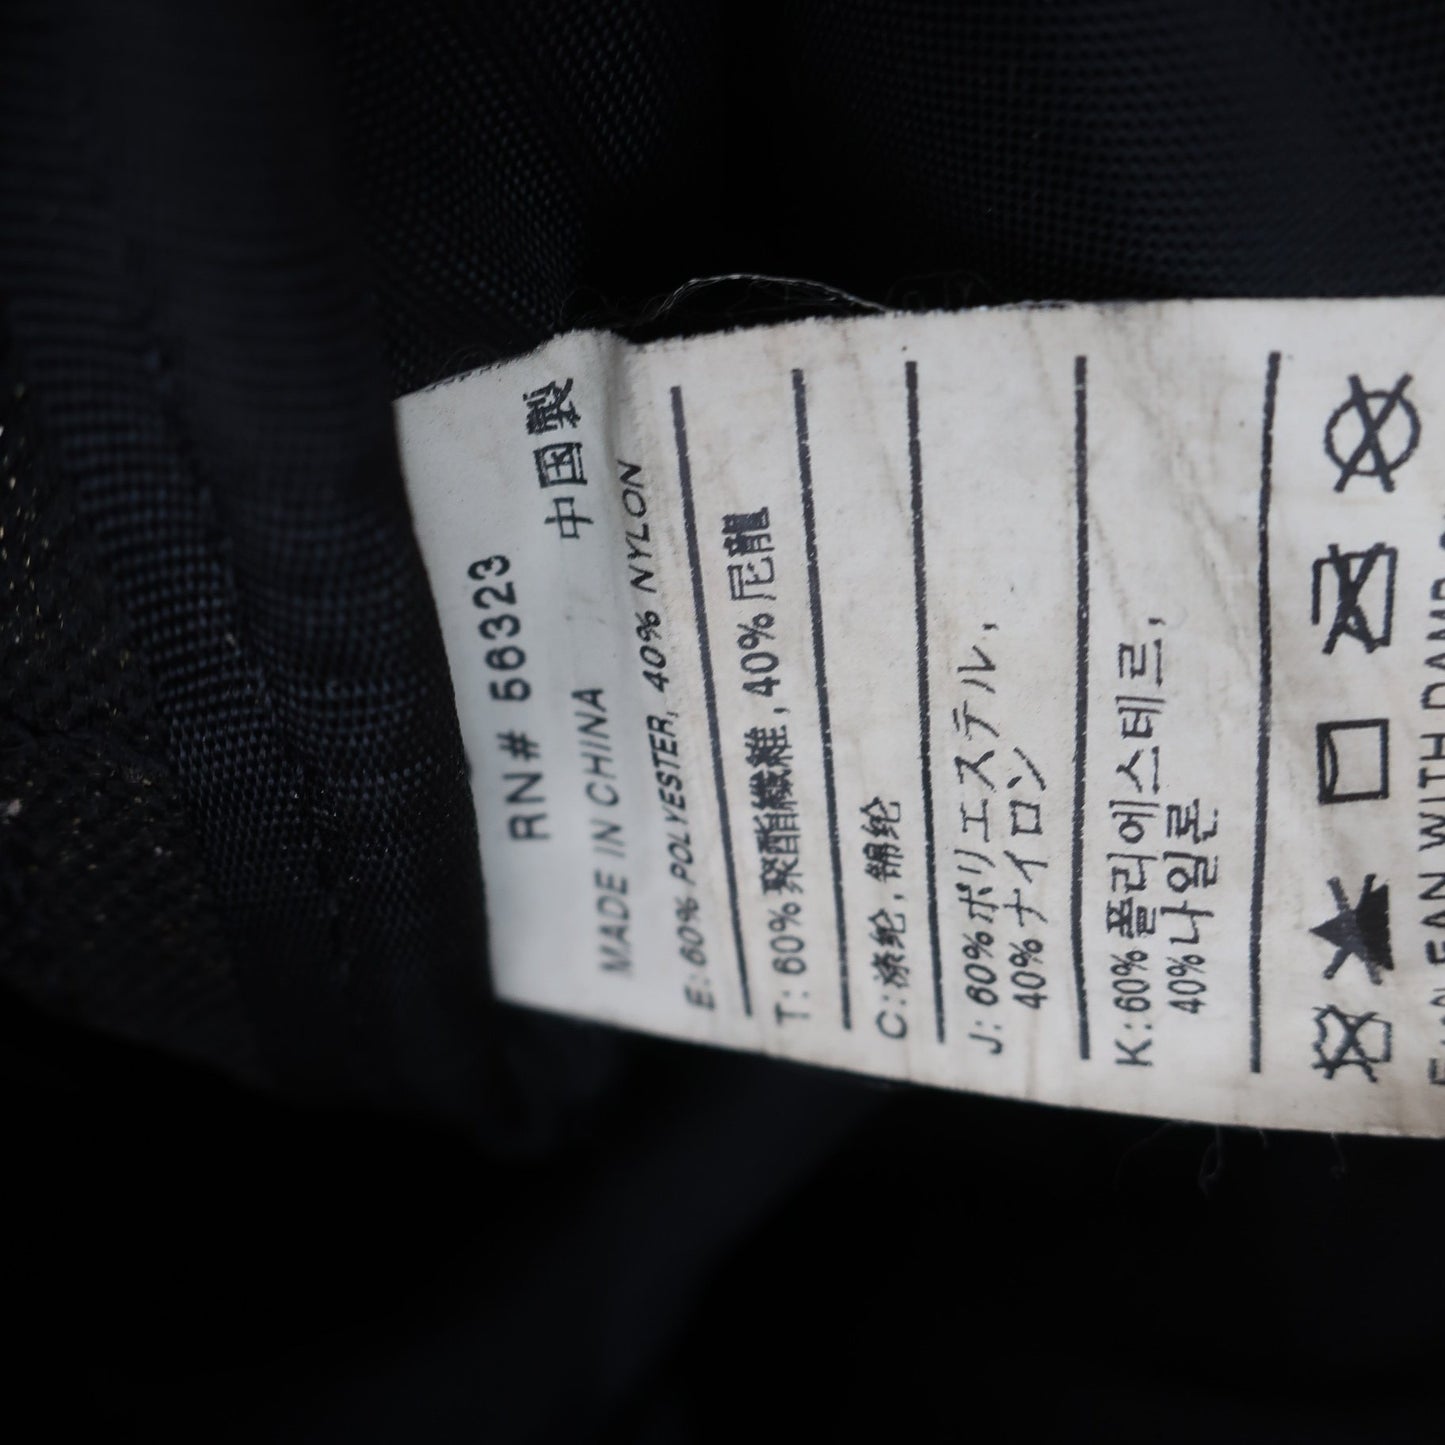 RN# 56323
MADE IN CHINA 中国製
E: 60% POLYESTER, 40% NYLON
T: 60%聚酯纖維, 40%尼龍
C: 涤纶, 锦纶
J: 60%ポリエステル,
40%ナイロン
K: 60%폴리에스테르,
40%나일론
WITH DAMP